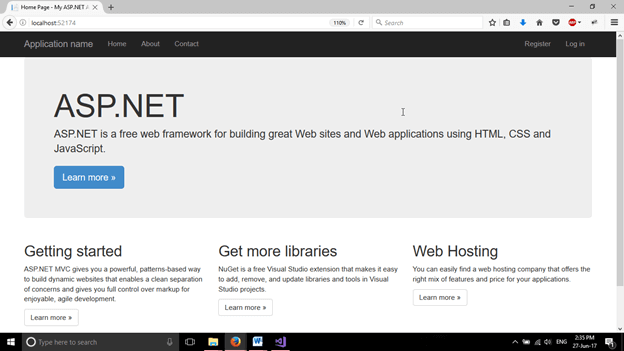 Home Page - My ASP.NET A
localhost:52174
110%
Search
ABP
Application name
Home
About
Contact
Register
Log in
ASP.NET
ASP.NET is a free web framework for building great Web sites and Web applications using HTML, CSS and
JavaScript.
Learn more »
Getting started
ASP.NET MVC gives you a powerful, patterns-based way
to build dynamic websites that enables a clean separation
of concerns and gives you full control over markup for
enjoyable, agile development.
Learn more »
Get more libraries
NuGet is a free Visual Studio extension that makes it easy
to add, remove, and update libraries and tools in Visual
Studio projects.
Learn more »
Web Hosting
You can easily find a web hosting company that offers the
right mix of features and price for your applications.
Learn more »
Type here to search
ENG
2:35 PM
27-Jun-17